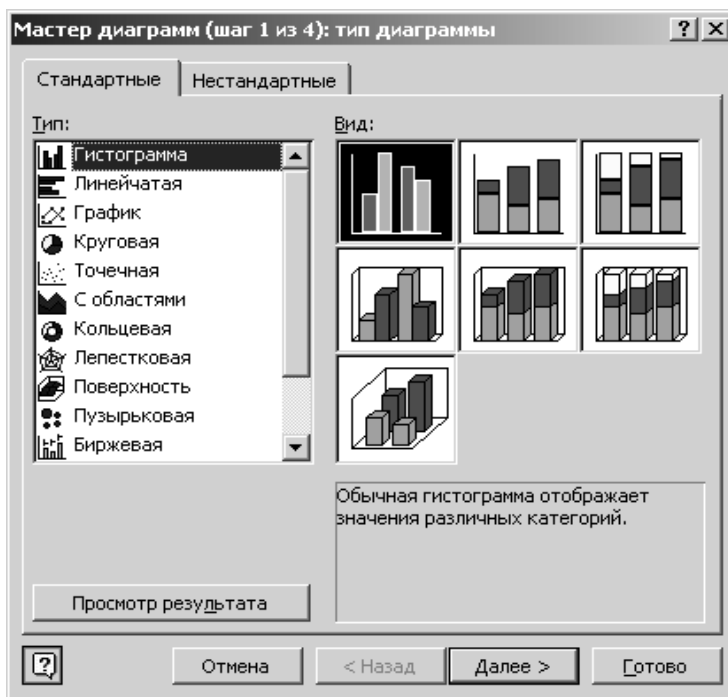 Мастер диаграмм (шаг 1 из 4): тип диаграммы
Стандартные Нестандартные
Тип:
Гистограмма
Линейчатая
График
Круговая
Точечная
С областями
Кольцевая
Лепестковая
Поверхность
Пузырьковая
Биржевая
Вид:
Обычная гистограмма отображает
значения различных категорий.
Просмотр результата
Отмена < Назад Далее > Готово